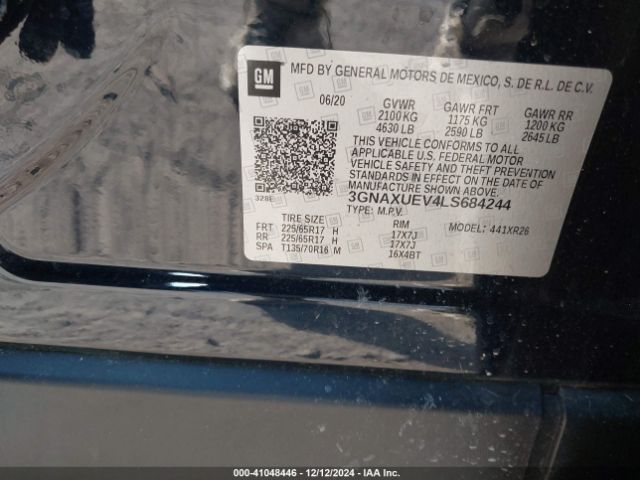 GM
MFD BY GENERAL MOTORS DE MEXICO, S. DE R.L. DE C.V.
06/20
GVWR GAWR FRT GAWR RR
2100 KG 1175 KG 1200 KG
4630 LB 2590 LB 2645 LB
THIS VEHICLE CONFORMS TO ALL
APPLICABLE U.S. FEDERAL MOTOR
VEHICLE SAFETY AND THEFT PREVENTION
STANDARDS IN EFFECT ON THE DATE OF
MANUFACTURE SHOWN ABOVE.
328E
3GNAXUEV4LS684244
TYPE: M.P.V.
TIRE SIZE RIM MODEL: 441XR26
FRT 225/65R17 H 17X7J
RR 225/65R17 H 17X7J
SPA T135/70R16 M 16X4BT
000-41048446 - 12/12/2024 - IAA Inc.